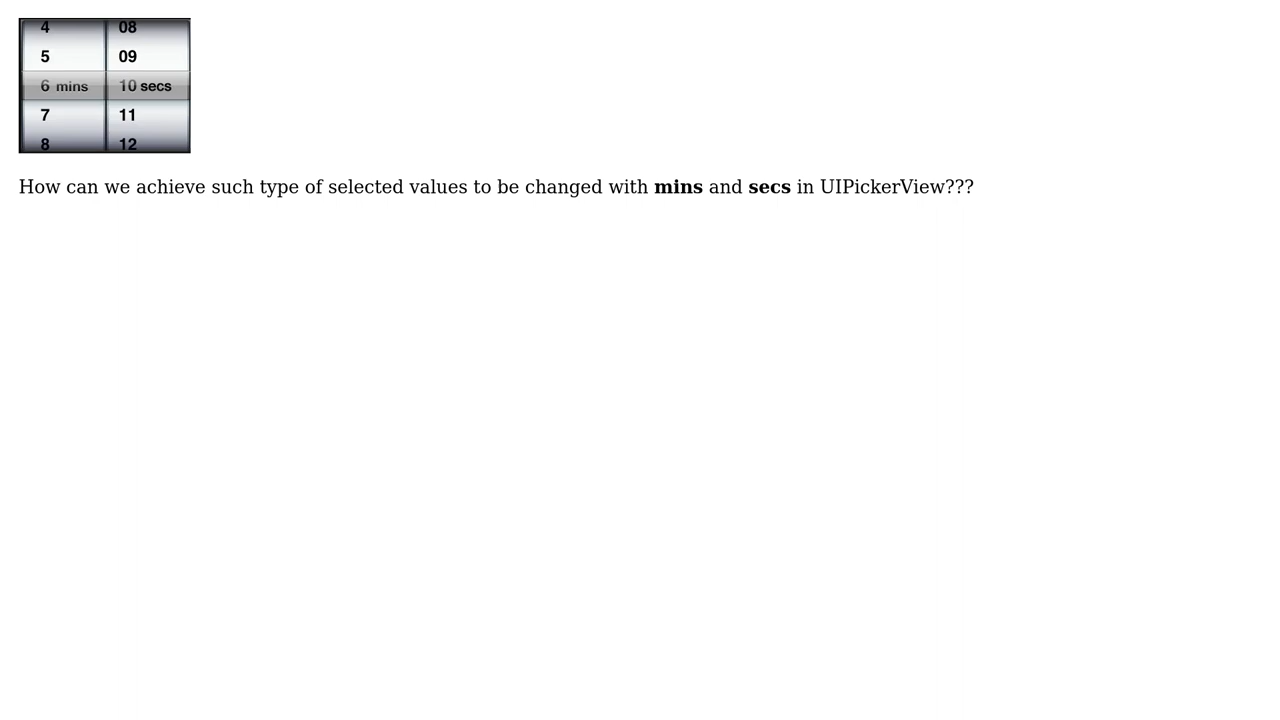 4 08
5 09
6 mins 10 secs
7 11
8 12
How can we achieve such type of selected values to be changed with mins and secs in UIPickerView???